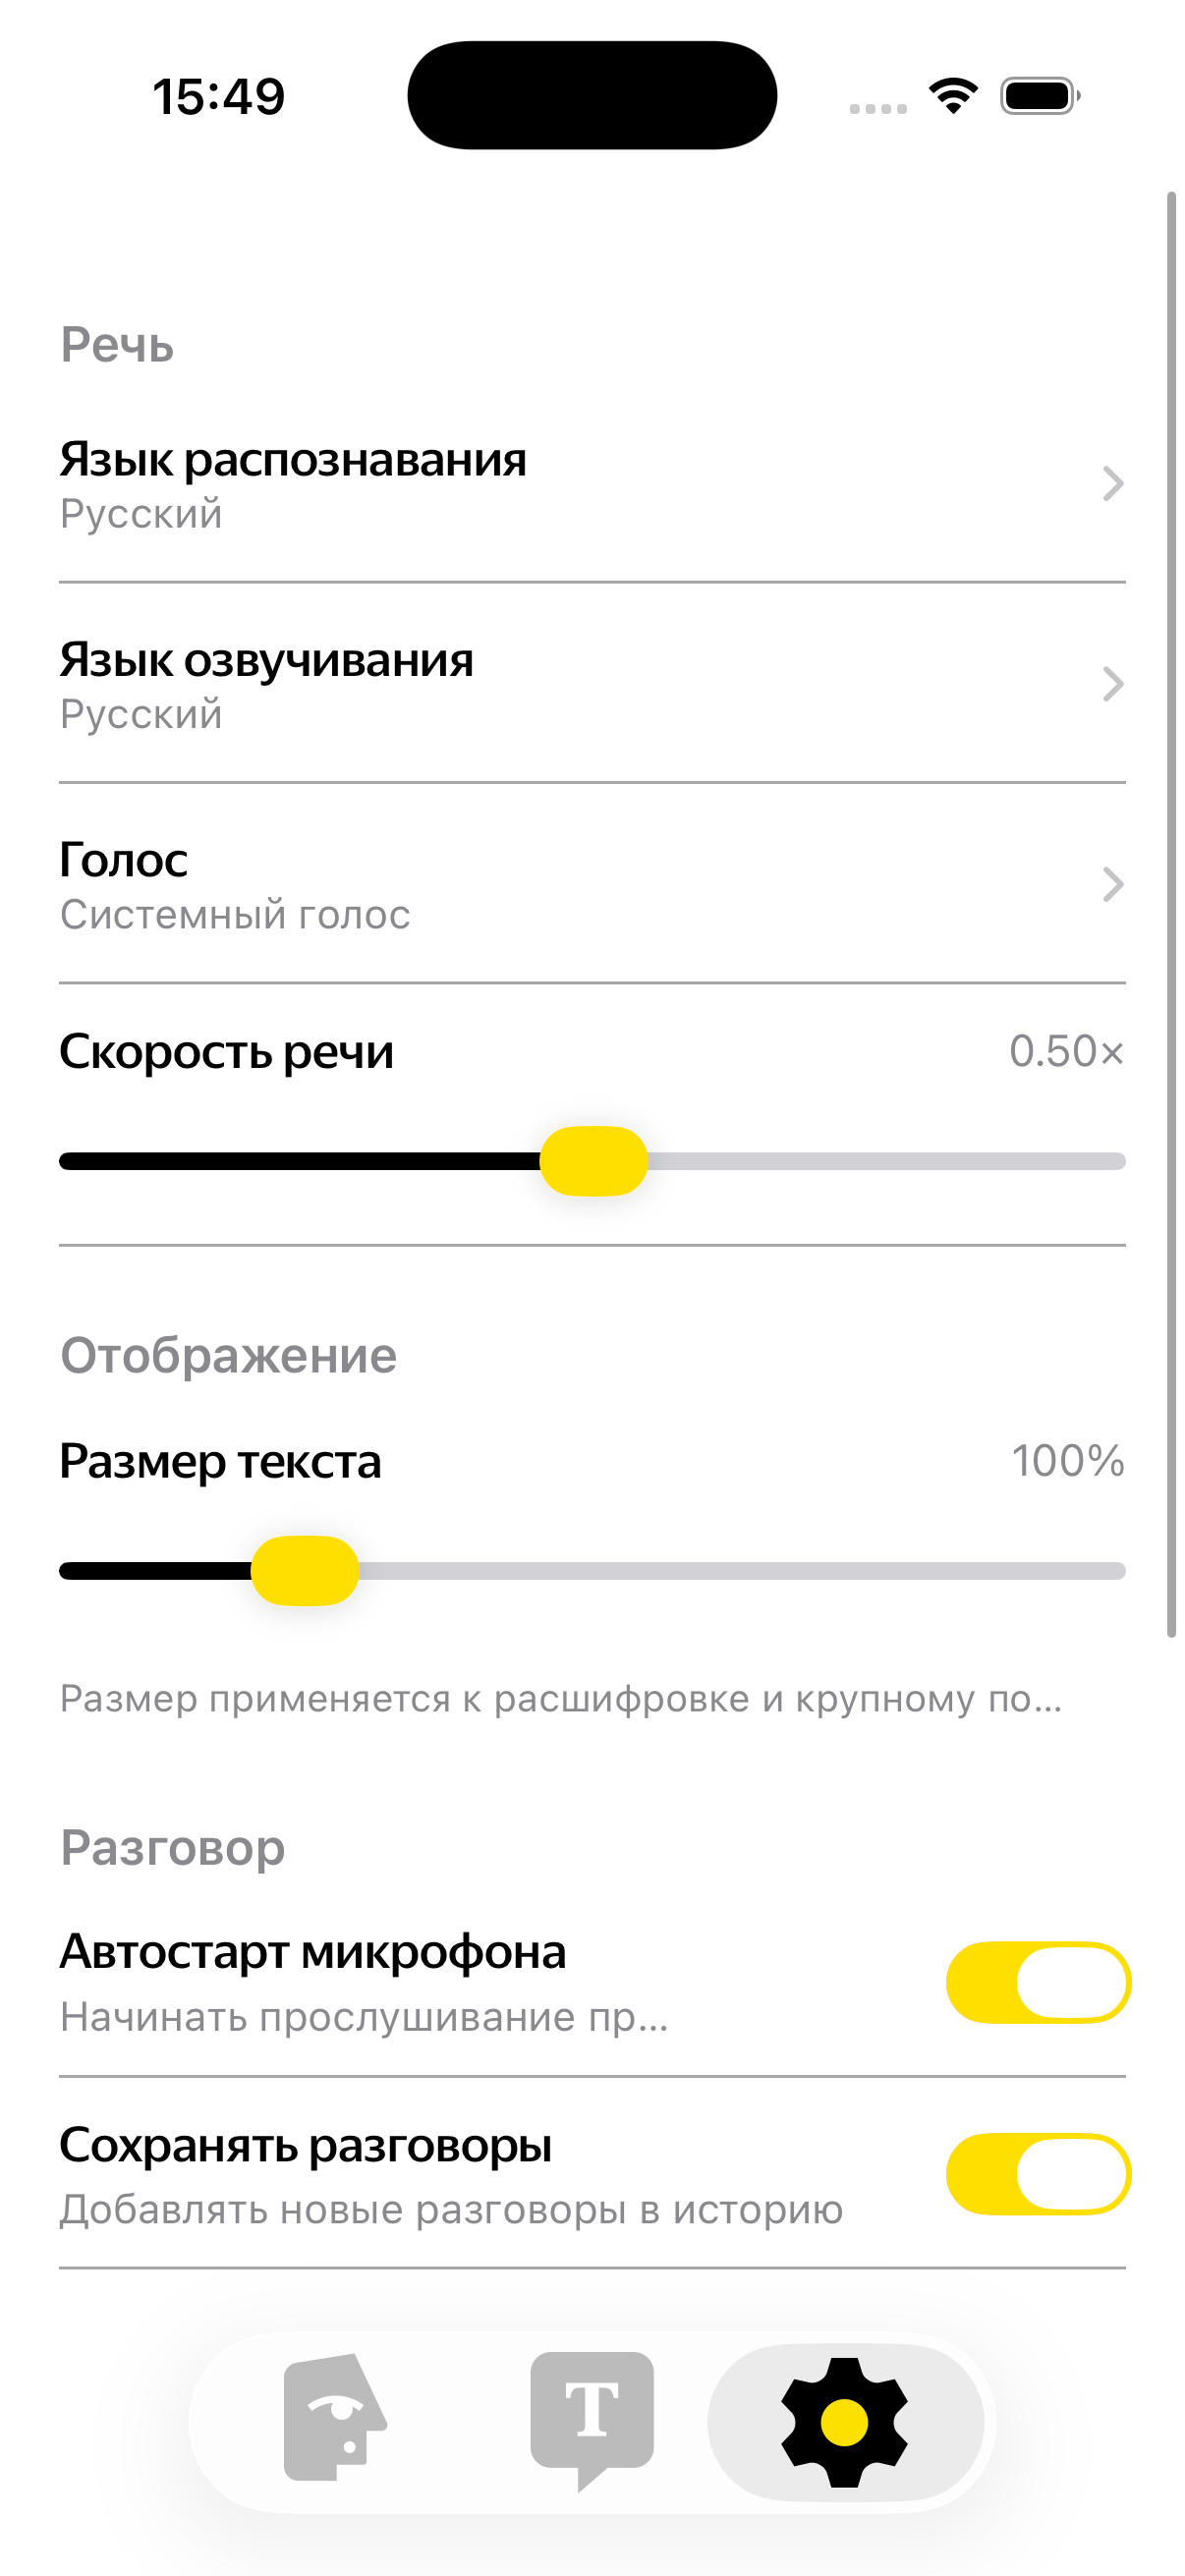 15:49
Речь
Язык распознавания
Русский
Язык озвучивания
Русский
Голос
Системный голос
Скорость речи 0.50×
Отображение
Размер текста 100%
Размер применяется к расшифровке и крупному по...
Разговор
Автостарт микрофона
Начинать прослушивание пр...
Сохранять разговоры
Добавлять новые разговоры в историю
T